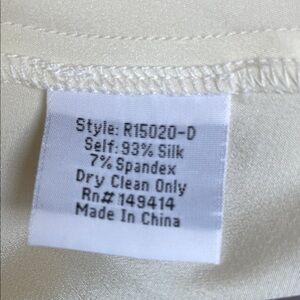 Style: R15020-D
Self: 93% Silk
7% Spandex
Dry Clean Only
Rn# 149414
Made In China